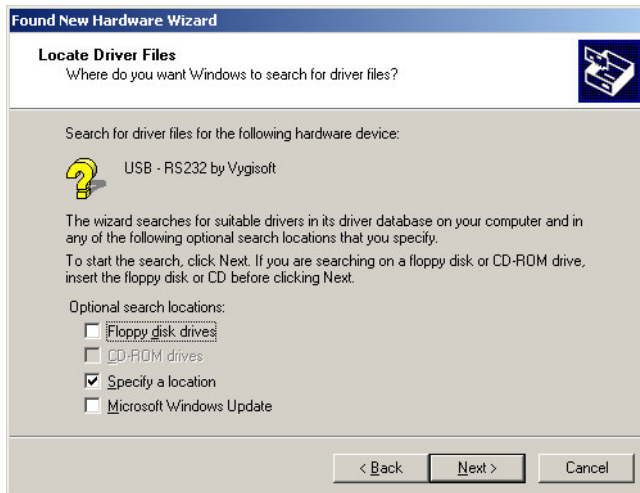 Found New Hardware Wizard
Locate Driver Files
Where do you want Windows to search for driver files?
Search for driver files for the following hardware device:
USB - RS232 by Vygisoft
The wizard searches for suitable drivers in its driver database on your computer and in
any of the following optional search locations that you specify.
To start the search, click Next. If you are searching on a floppy disk or CD-ROM drive,
insert the floppy disk or CD before clicking Next.
Optional search locations:
Floppy disk drives
CD-ROM drives
Specify a location
Microsoft Windows Update
< Back Next > Cancel